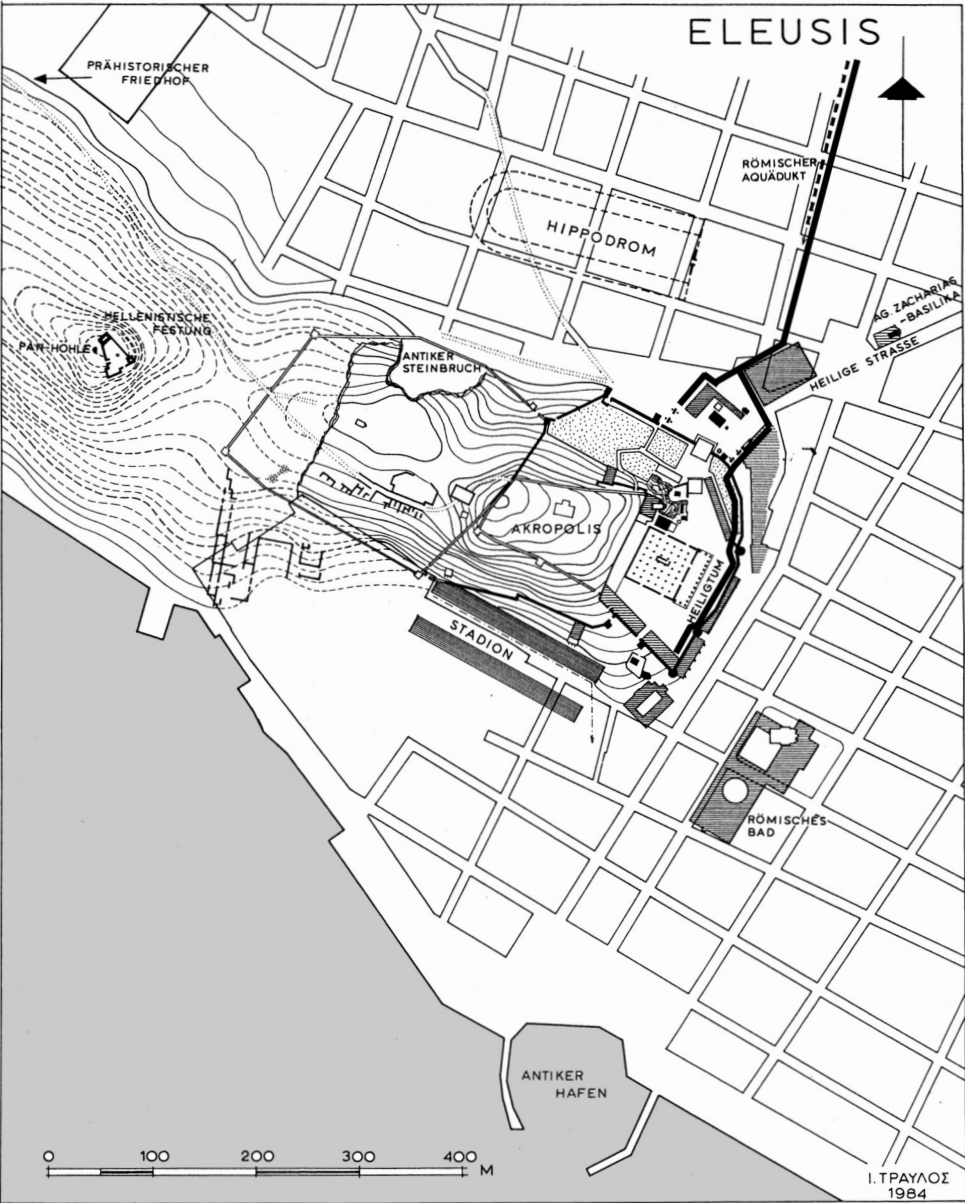 ELEUSIS
PRÄHISTORISCHER
FRIEDHOF
RÖMISCHER
AQUÄDUKT
HIPPODROM
AG. ZACHARIAS
-BASILIKA
HELLENISTISCHE
FESTUNG
PAN-HÖHLE
ANTIKER
STEINBRUCH
HEILIGE STRASSE
AKROPOLIS
HEILIGTUM
STADION
RÖMISCHES
BAD
ANTIKER
HAFEN
0 100 200 300 400 M
Ι. ΤΡΑΥΛΟΣ
1984